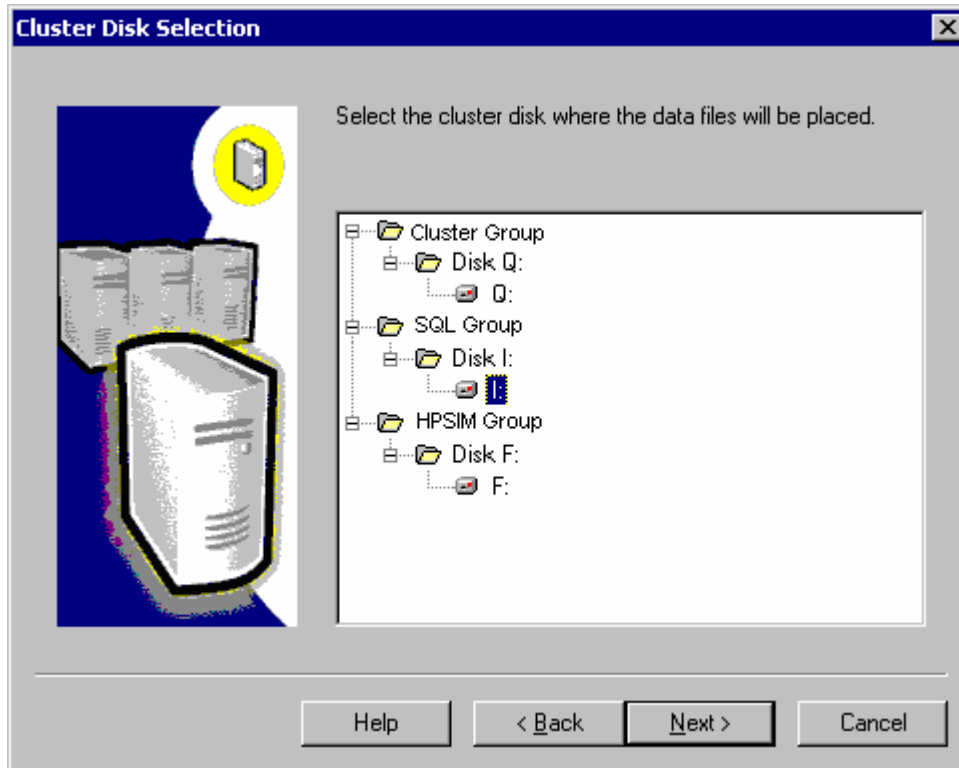 Cluster Disk Selection
Select the cluster disk where the data files will be placed.
Cluster Group
Disk Q:
Q:
SQL Group
Disk I:
I:
HPSIM Group
Disk F:
F:
Help < Back Next > Cancel